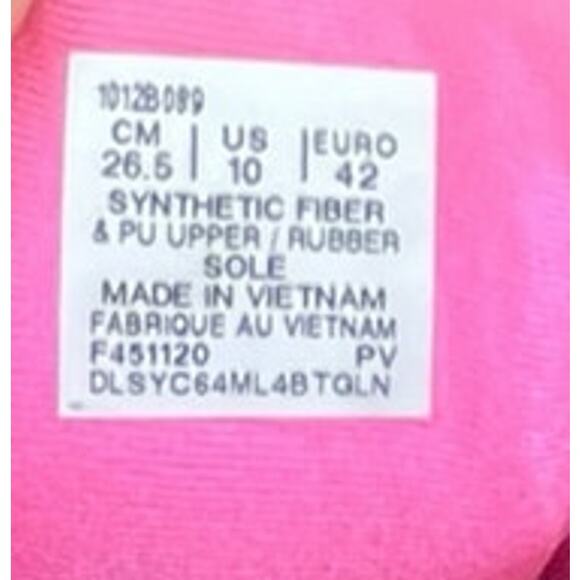 1012B089
CM | US | EURO
26.5 | 10 | 42
SYNTHETIC FIBER
& PU UPPER / RUBBER
SOLE
MADE IN VIETNAM
FABRIQUE AU VIETNAM
F451120 PV
DLSYC64ML4BTQLN